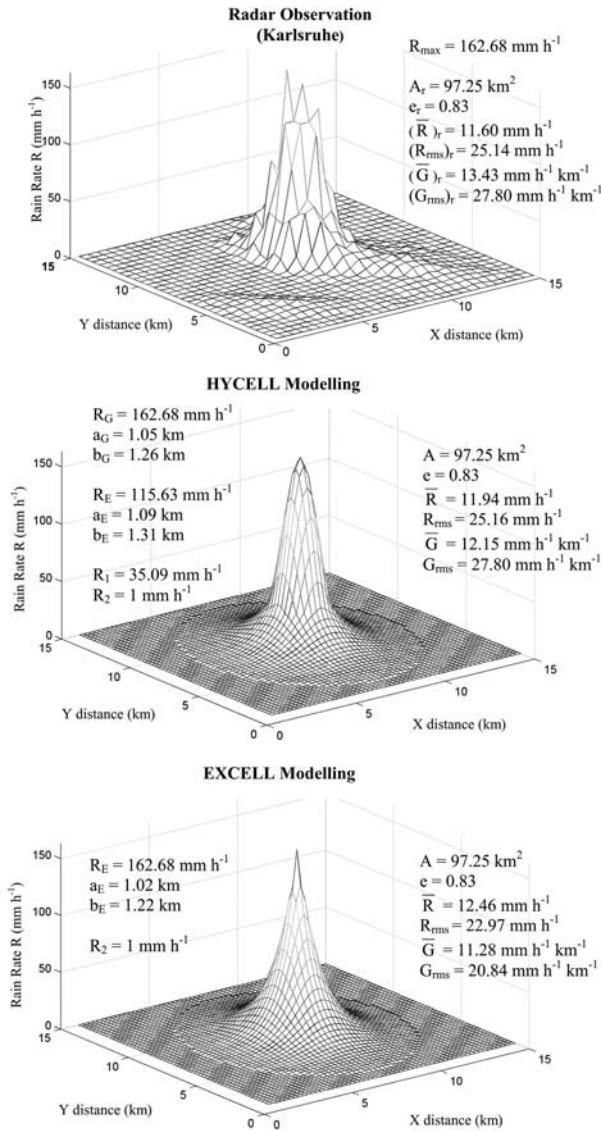 Radar Observation
(Karlsruhe)
R_max = 162.68 mm h⁻¹
A_r = 97.25 km²
e_r = 0.83
(R̅)_r = 11.60 mm h⁻¹
(R_rms)_r = 25.14 mm h⁻¹
(G̅)_r = 13.43 mm h⁻¹ km⁻¹
(G_rms)_r = 27.80 mm h⁻¹ km⁻¹
Rain Rate R (mm h⁻¹)
150
100
50
0
15
10
5
0
0
5
10
15
Y distance (km)
X distance (km)
HYCELL Modelling
R_G = 162.68 mm h⁻¹
a_G = 1.05 km
b_G = 1.26 km
R_E = 115.63 mm h⁻¹
a_E = 1.09 km
b_E = 1.31 km
R₁ = 35.09 mm h⁻¹
R₂ = 1 mm h⁻¹
A = 97.25 km²
e = 0.83
R̅ = 11.94 mm h⁻¹
R_rms = 25.16 mm h⁻¹
G̅ = 12.15 mm h⁻¹ km⁻¹
G_rms = 27.80 mm h⁻¹ km⁻¹
Rain Rate R (mm h⁻¹)
150
100
50
0
15
10
5
0
0
5
10
15
Y distance (km)
X distance (km)
EXCELL Modelling
R_E = 162.68 mm h⁻¹
a_E = 1.02 km
b_E = 1.22 km
R₂ = 1 mm h⁻¹
A = 97.25 km²
e = 0.83
R̅ = 12.46 mm h⁻¹
R_rms = 22.97 mm h⁻¹
G̅ = 11.28 mm h⁻¹ km⁻¹
G_rms = 20.84 mm h⁻¹ km⁻¹
Rain Rate R (mm h⁻¹)
150
100
50
0
15
10
5
0
0
5
10
15
Y distance (km)
X distance (km)